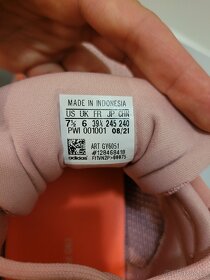 MADE IN INDONESIA
US UK FR JP CHN
7½ 6 39⅓ 245 240
PWI 001001 08/21
ART GY6051
adidas